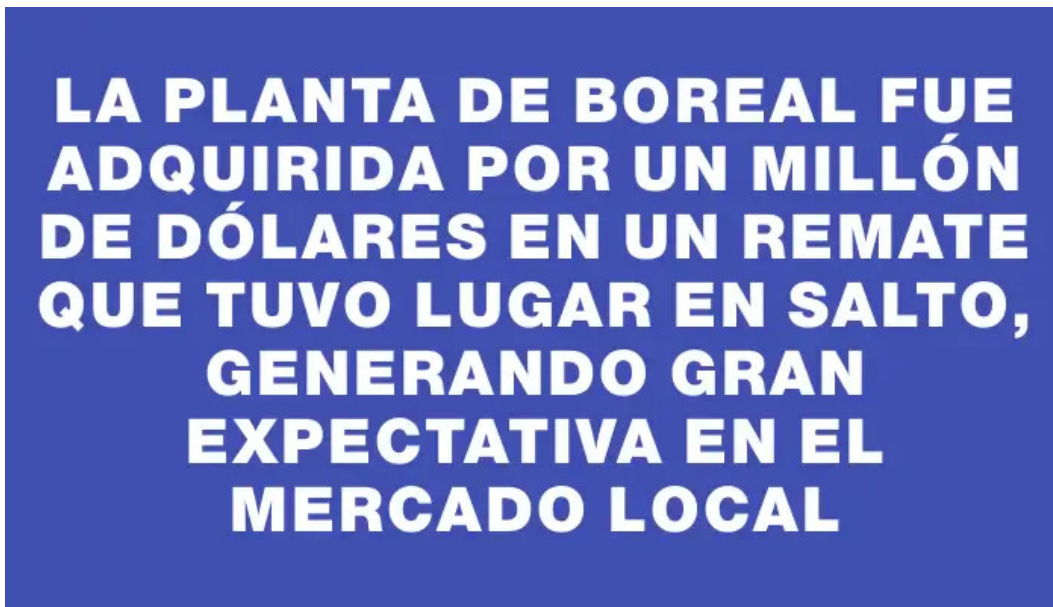 LA PLANTA DE BOREAL FUE
ADQUIRIDA POR UN MILLÓN
DE DÓLARES EN UN REMATE
QUE TUVO LUGAR EN SALTO,
GENERANDO GRAN
EXPECTATIVA EN EL
MERCADO LOCAL